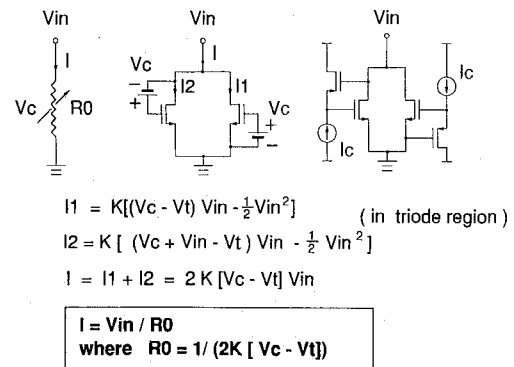 Vin Vin Vin
I I
Vc Vc Ic
- I2 I1
+ +
Vc R0 -
Ic
I1 = K[(Vc - Vt) Vin - ½Vin²]
( in triode region )
I2 = K [ (Vc + Vin - Vt ) Vin - ½ Vin² ]
I = I1 + I2 = 2 K [Vc - Vt] Vin
I = Vin / R0
where R0 = 1/ (2K [ Vc - Vt])